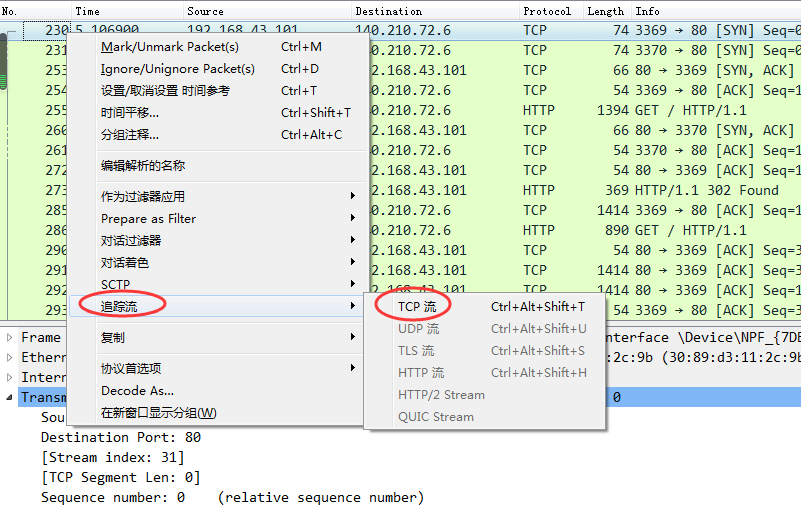 No. Time Source Destination Protocol Length Info
230 5.106900 192.168.43.101 140.210.72.6 TCP 74 3369 → 80 [SYN] Seq=0
231 Mark/Unmark Packet(s) Ctrl+M 140.210.72.6 TCP 74 3370 → 80 [SYN] Seq=0
253 Ignore/Unignore Packet(s) Ctrl+D 2.168.43.101 TCP 66 80 → 3369 [SYN, ACK]
254 设置/取消设置 时间参考 Ctrl+T 0.210.72.6 TCP 54 3369 → 80 [ACK] Seq=1
255 时间平移... Ctrl+Shift+T 0.210.72.6 HTTP 1394 GET / HTTP/1.1
260 分组注释... Ctrl+Alt+C 2.168.43.101 TCP 66 80 → 3370 [SYN, ACK]
261 0.210.72.6 TCP 54 3370 → 80 [ACK] Seq=1
262 编辑解析的名称 2.168.43.101 TCP 54 80 → 3369 [ACK] Seq=1
273 作为过滤器应用 2.168.43.101 HTTP 369 HTTP/1.1 302 Found
285 Prepare as Filter 0.210.72.6 TCP 1414 3369 → 80 [ACK] Seq=1
286 对话过滤器 0.210.72.6 HTTP 890 GET / HTTP/1.1
290 对话着色 2.168.43.101 TCP 54 80 → 3369 [ACK] Seq=3
291 2.168.43.101 TCP 1414 80 → 3369 [ACK] Seq=3
SCTP
292 2.168.43.101 TCP 1414 80 → 3369 [ACK] Seq=3
293 追踪流 TCP 流 Ctrl+Alt+Shift+T 54 3369 → 80 [ACK] Seq=3
UDP 流 Ctrl+Alt+Shift+U
Frame 复制 nterface \Device\NPF_{7DE
TLS 流 Ctrl+Alt+Shift+S
Ethern :2c:9b (30:89:d3:11:2c:9b
协议首选项 HTTP 流 Ctrl+Alt+Shift+H
Intern
Decode As... HTTP/2 Stream
Transm 0
在新窗口显示分组(W) QUIC Stream
Sou
Destination Port: 80
[Stream index: 31]
[TCP Segment Len: 0]
Sequence number: 0 (relative sequence number)